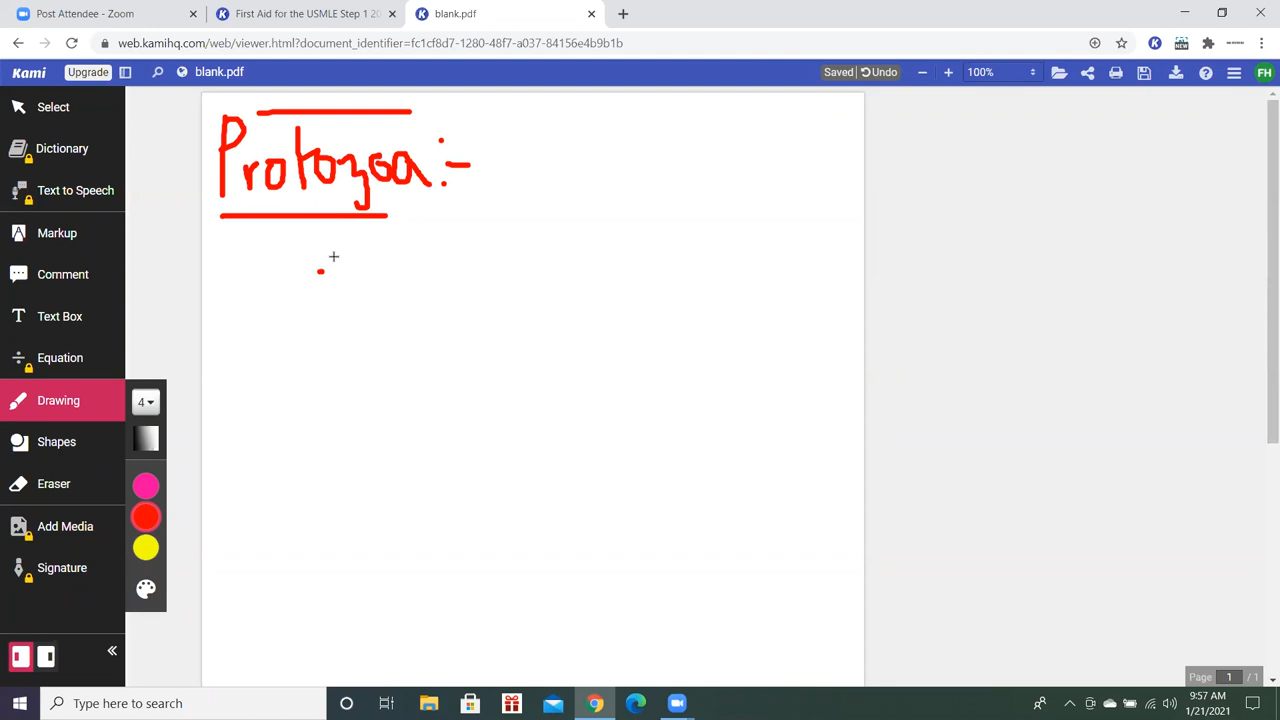 Post Attendee - Zoom
First Aid for the USMLE Step 1 20
blank.pdf
web.kamihq.com/web/viewer.html?document_identifier=fc1cf8d7-1280-48f7-a037-84156e4b9b1b
NEW
Kami
Upgrade
blank.pdf
Saved
Undo
100%
FH
Select
Dictionary
Text to Speech
Markup
Comment
Text Box
Equation
Drawing
4
Shapes
Eraser
Add Media
Signature
Protozoa:-
Page 1 / 1
Type here to search
9:57 AM
1/21/2021